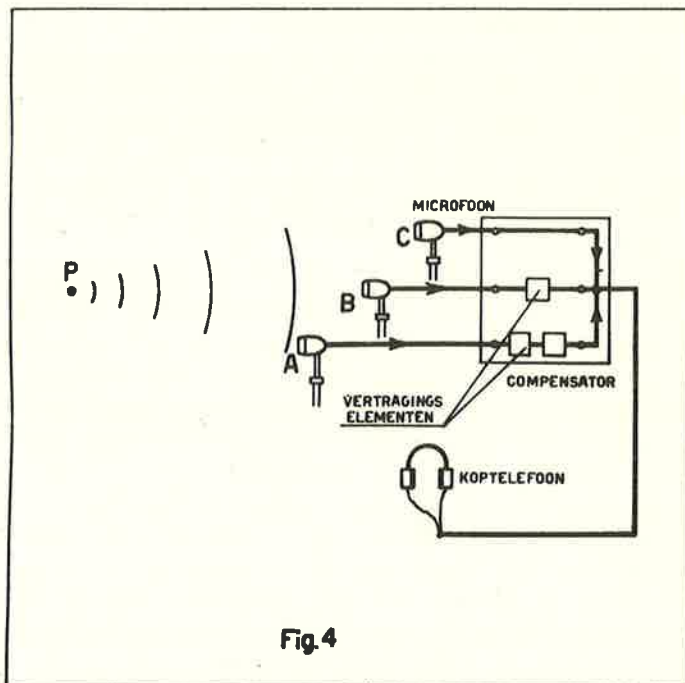 MICROFOON
C
P
B
A
VERTRAGINGS
ELEMENTEN
COMPENSATOR
KOPTELEFOON
Fig.4